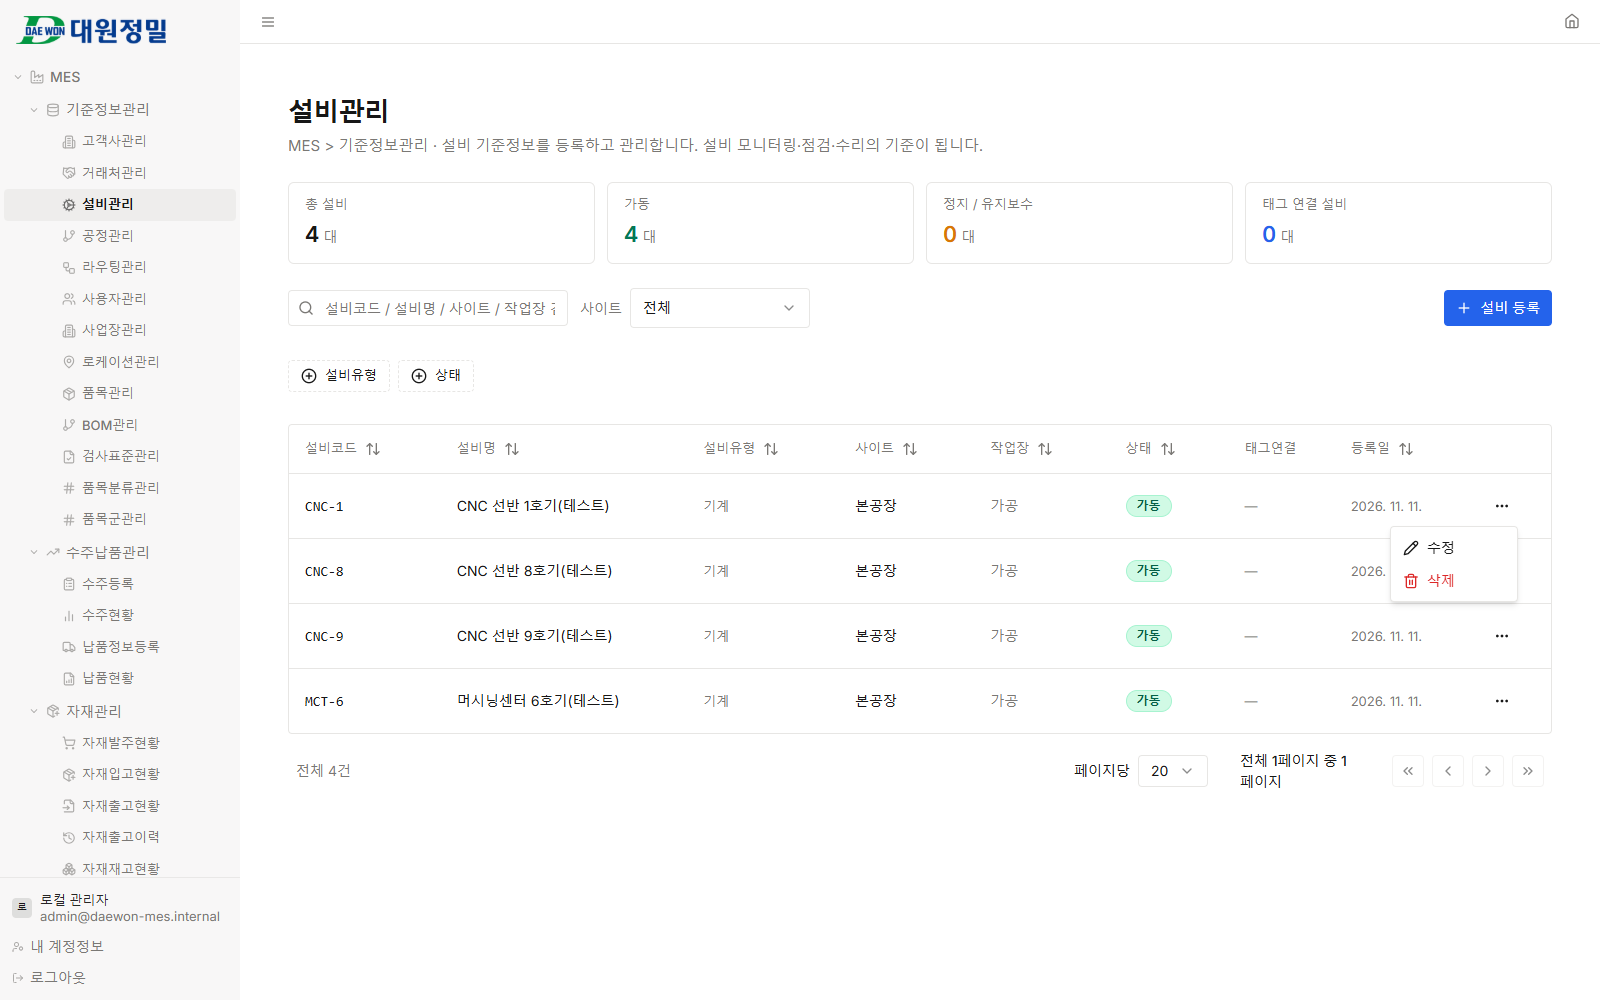 DAE WON 대원정밀
MES
기준정보관리
고객사관리
거래처관리
설비관리
공정관리
라우팅관리
사용자관리
사업장관리
로케이션관리
품목관리
BOM관리
검사표준관리
품목분류관리
품목군관리
수주납품관리
수주등록
수주현황
납품정보등록
납품현황
자재관리
자재발주현황
자재입고현황
자재출고현황
자재출고이력
자재재고현황
로 로컬 관리자
admin@daewon-mes.internal
내 계정정보
로그아웃
설비관리
MES > 기준정보관리 · 설비 기준정보를 등록하고 관리합니다. 설비 모니터링·점검·수리의 기준이 됩니다.
총 설비
4 대
가동
4 대
정지 / 유지보수
0 대
태그 연결 설비
0 대
설비코드 / 설비명 / 사이트 / 작업장 사이트 전체 설비 등록
설비유형 상태
설비코드 설비명 설비유형 사이트 작업장 상태 태그연결 등록일
CNC-1 CNC 선반 1호기(테스트) 기계 본공장 가공 가동 — 2026. 11. 11. ···
CNC-8 CNC 선반 8호기(테스트) 기계 본공장 가공 가동 — 2026.
수정
삭제
CNC-9 CNC 선반 9호기(테스트) 기계 본공장 가공 가동 — 2026. 11. 11. ···
MCT-6 머시닝센터 6호기(테스트) 기계 본공장 가공 가동 — 2026. 11. 11. ···
전체 4건 페이지당 20 전체 1페이지 중 1
페이지